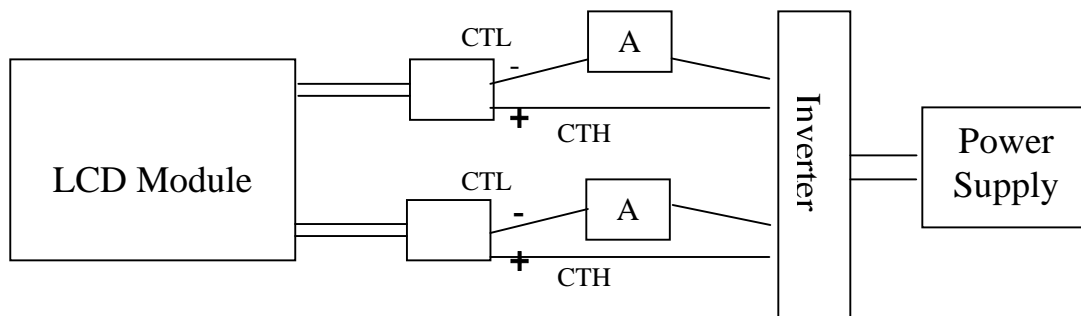 CTL
A
-
+
CTH
LCD Module
Inverter
Power
Supply
CTL
A
-
+
CTH